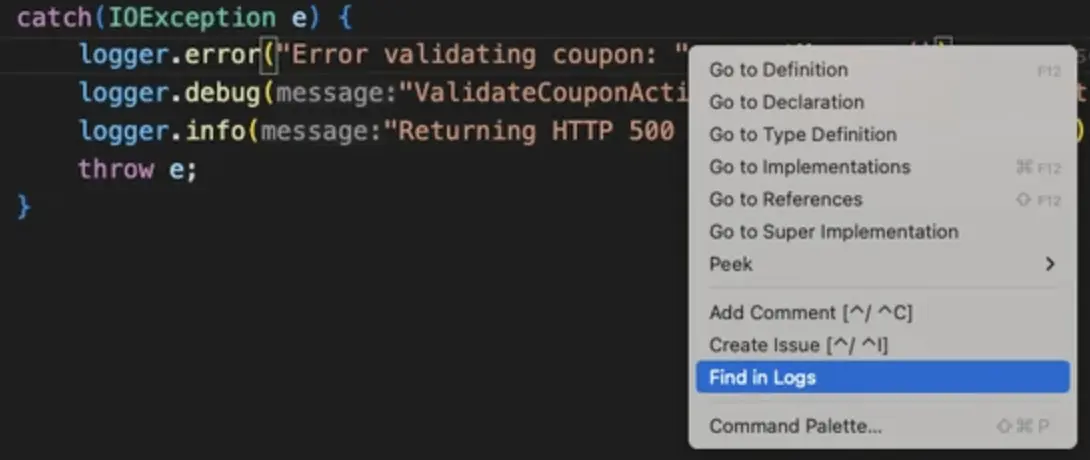 catch(IOException e) {
logger.error("Error validating coupon: "
logger.debug(message:"ValidateCouponActi
logger.info(message:"Returning HTTP 500
throw e;
}
Go to Definition F12
Go to Declaration
Go to Type Definition
Go to Implementations ⌘ F12
Go to References ⇧ F12
Go to Super Implementation
Peek >
Add Comment [^/ ^C]
Create Issue [^/ ^I]
Find in Logs
Command Palette... ⇧⌘ P